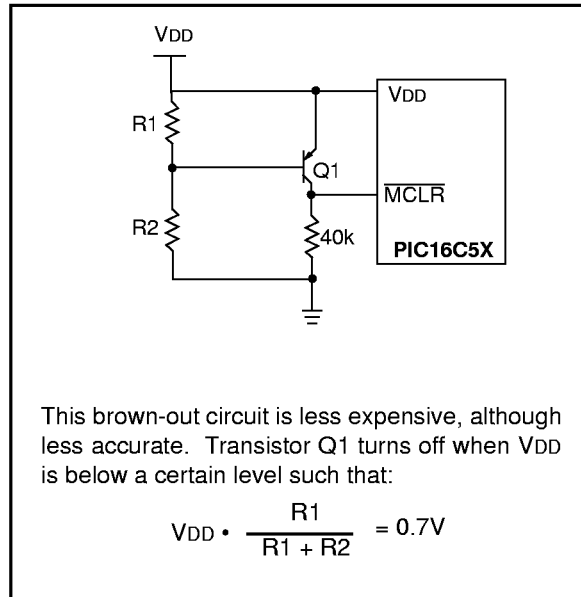 VDD
VDD
R1
Q1
MCLR
R2
40k
PIC16C5X
This brown-out circuit is less expensive, although
less accurate. Transistor Q1 turns off when VDD
is below a certain level such that:
VDD • R1 / R1 + R2 = 0.7V